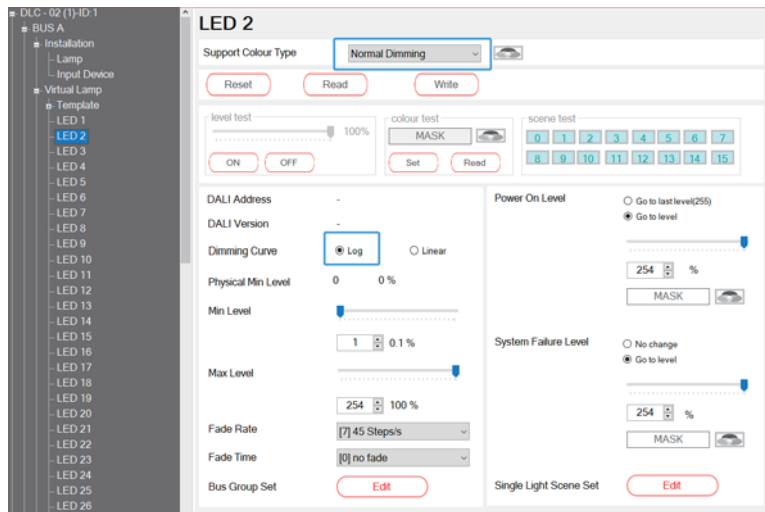 DLC - 02 (1)-ID:1
BUS A
Installation
Lamp
Input Device
Virtual Lamp
Template
LED 1
LED 2
LED 3
LED 4
LED 5
LED 6
LED 7
LED 8
LED 9
LED 10
LED 11
LED 12
LED 13
LED 14
LED 15
LED 16
LED 17
LED 18
LED 19
LED 20
LED 21
LED 22
LED 23
LED 24
LED 25
LED 26
LED 2
Support Colour Type Normal Dimming
Reset Read Write
level test
100%
ON OFF
colour test
MASK
Set Read
scene test
0 1 2 3 4 5 6 7
8 9 10 11 12 13 14 15
DALI Address -
DALI Version -
Dimming Curve Log Linear
Physical Min Level 0 0 %
Min Level
1 0.1 %
Max Level
254 100 %
Fade Rate [7] 45 Steps/s
Fade Time [0] no fade
Bus Group Set Edit
Power On Level Go to last level(255)
Go to level
254 %
MASK
System Failure Level No change
Go to level
254 %
MASK
Single Light Scene Set Edit